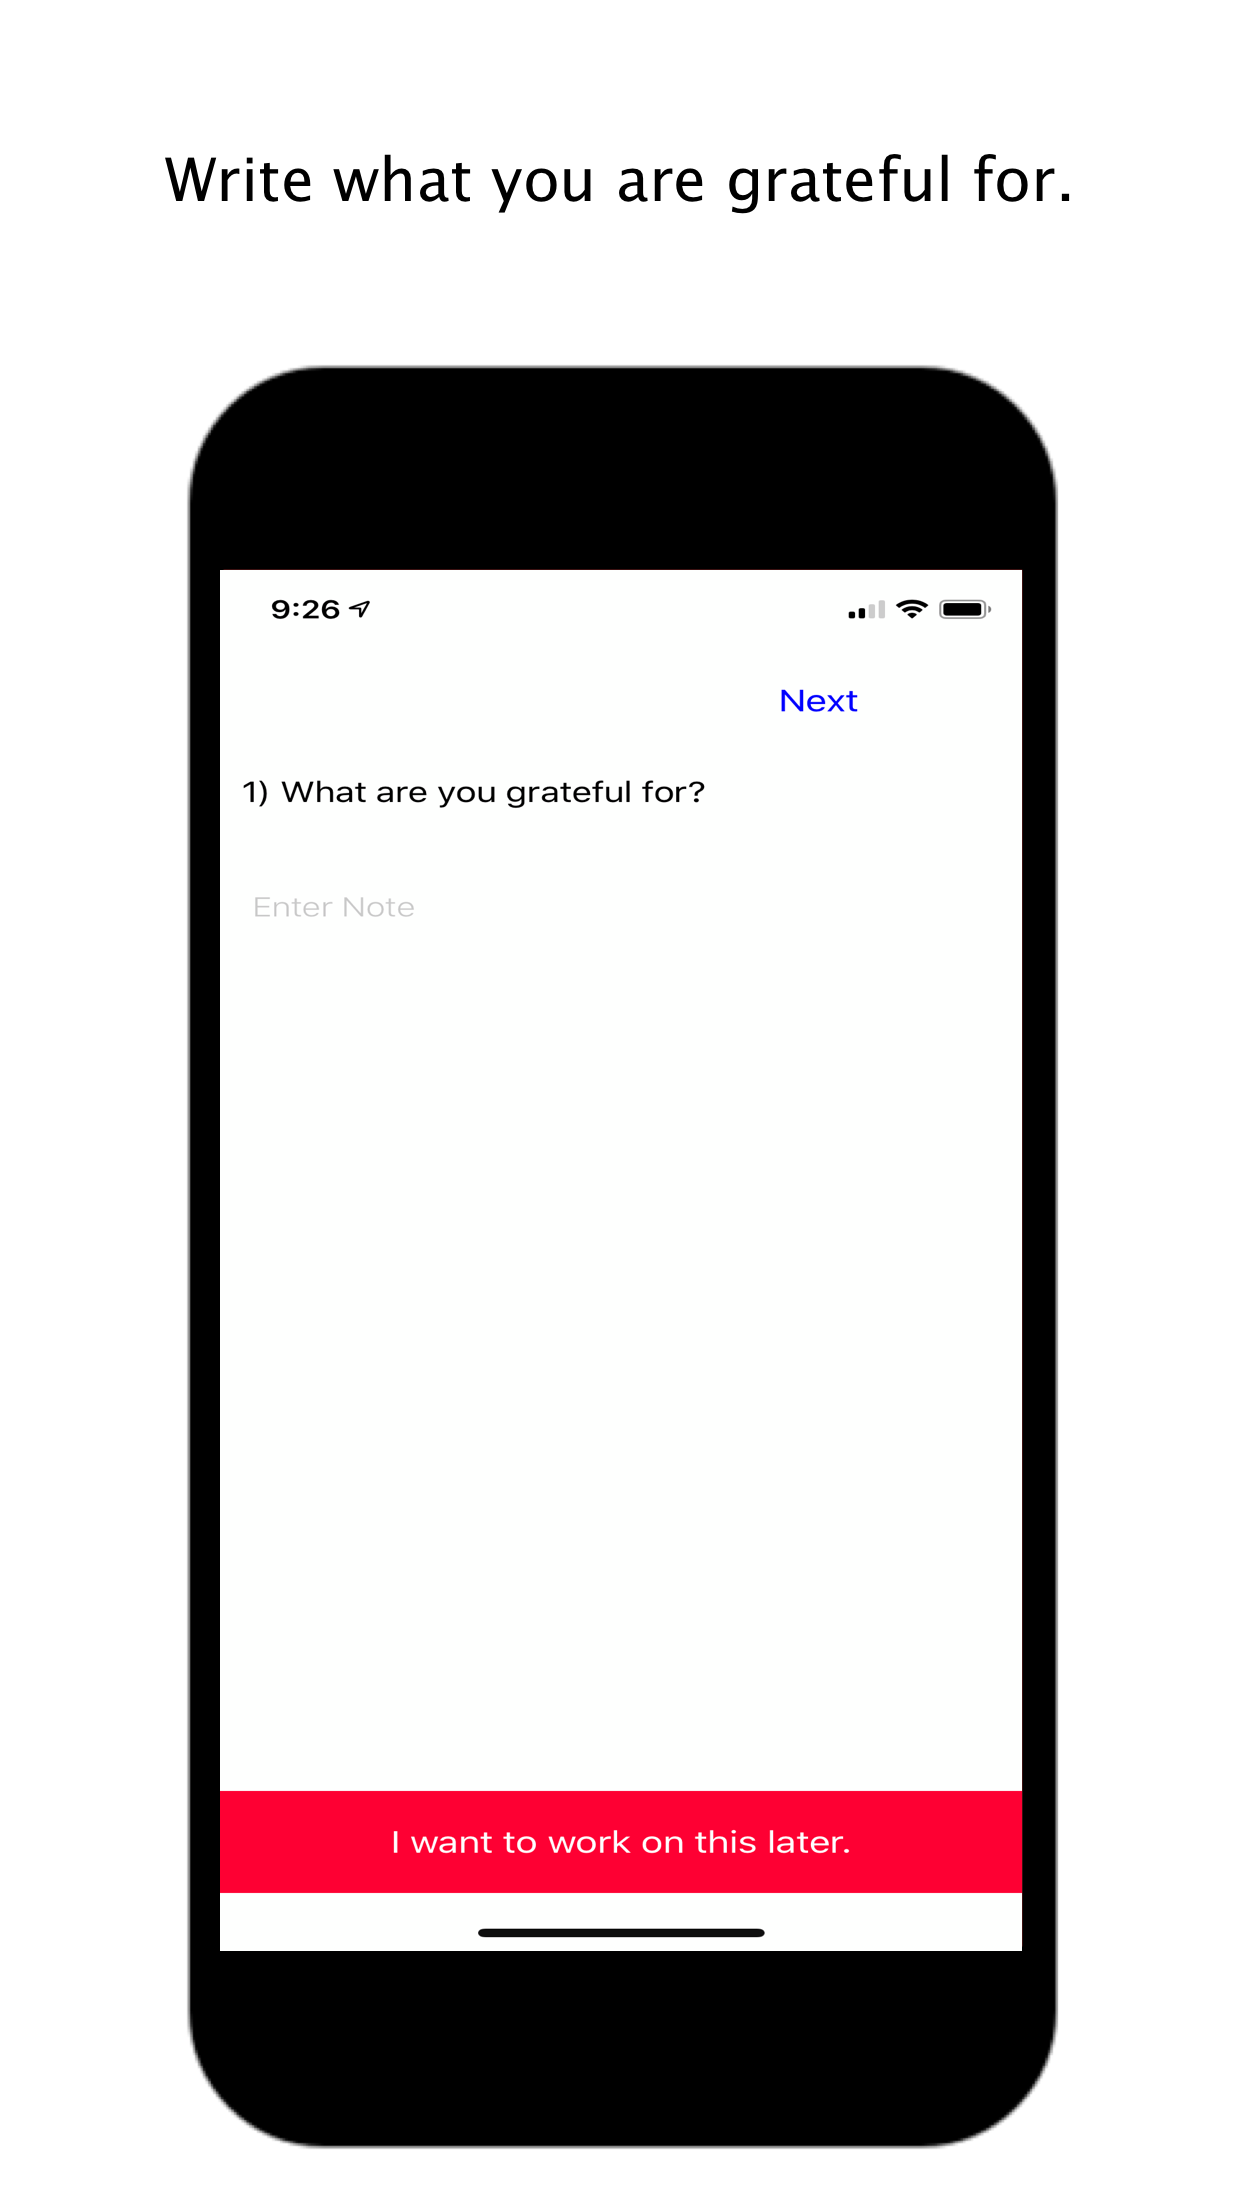 Write what you are grateful for.
9:26
Next
1) What are you grateful for?
Enter Note
I want to work on this later.